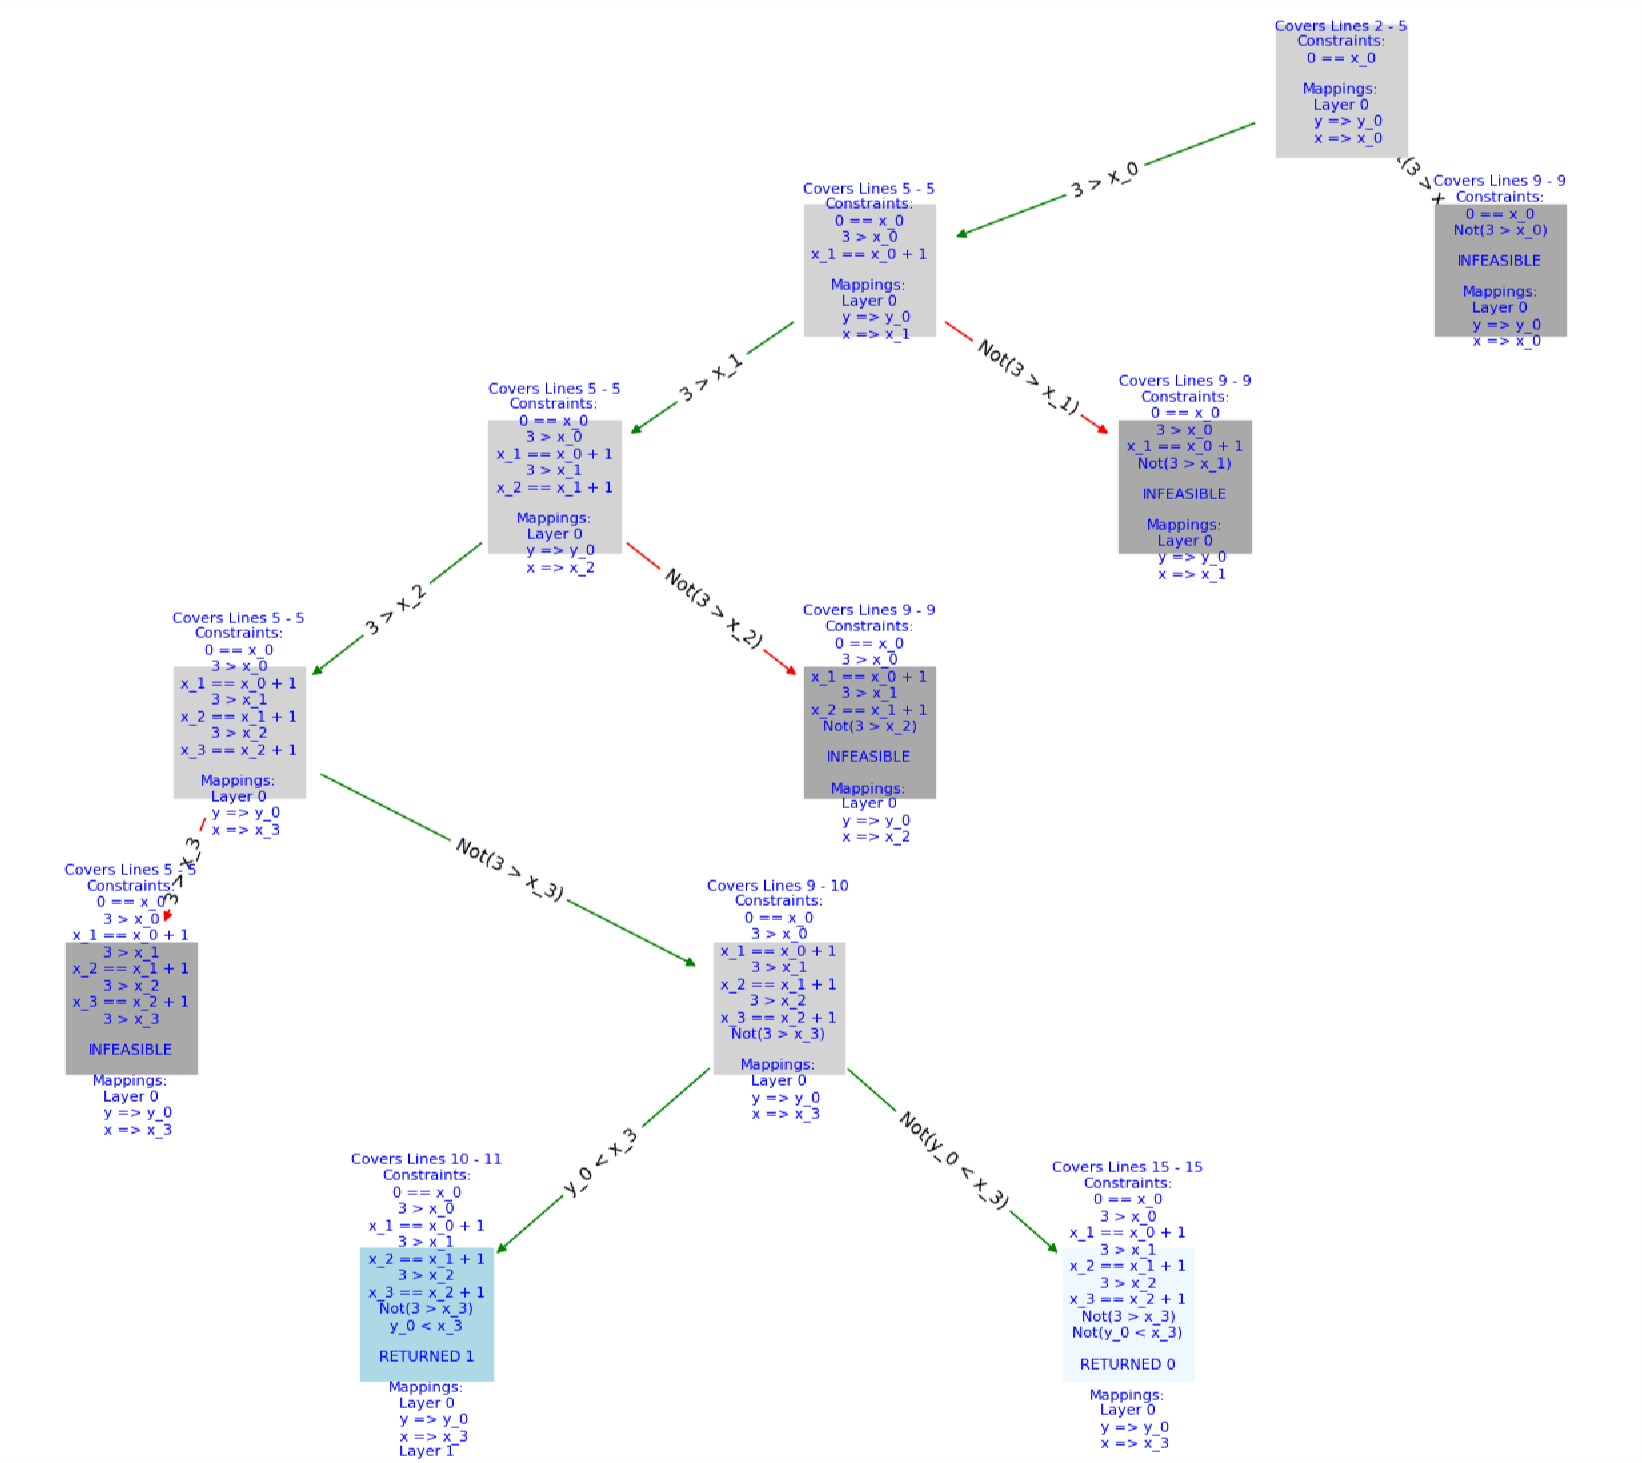 Covers Lines 2 - 5
Constraints:
0 == x_0
Mappings:
Layer 0
y => y_0
x => x_0
3 > x_0
(3 > x
Covers Lines 9 - 9
Constraints:
0 == x_0
Not(3 > x_0)
INFEASIBLE
Mappings:
Layer 0
y => y_0
x => x_0
Covers Lines 5 - 5
Constraints:
0 == x_0
3 > x_0
x_1 == x_0 + 1
Mappings:
Layer 0
y => y_0
x => x_1
3 > x_1
Not(3 > x_1)
Covers Lines 9 - 9
Constraints:
0 == x_0
3 > x_0
x_1 == x_0 + 1
Not(3 > x_1)
INFEASIBLE
Mappings:
Layer 0
y => y_0
x => x_1
Covers Lines 5 - 5
Constraints:
0 == x_0
3 > x_0
x_1 == x_0 + 1
3 > x_1
x_2 == x_1 + 1
Mappings:
Layer 0
y => y_0
x => x_2
3 > x_2
Not(3 > x_2)
Covers Lines 9 - 9
Constraints:
0 == x_0
3 > x_0
x_1 == x_0 + 1
3 > x_1
x_2 == x_1 + 1
Not(3 > x_2)
INFEASIBLE
Mappings:
Layer 0
y => y_0
x => x_2
Covers Lines 5 - 5
Constraints:
0 == x_0
3 > x_0
x_1 == x_0 + 1
3 > x_1
x_2 == x_1 + 1
3 > x_2
x_3 == x_2 + 1
Mappings:
Layer 0
y => y_0
x => x_3
3 > x_3
Not(3 > x_3)
Covers Lines 5 - 5
Constraints:
0 == x_0
3 > x_0
x_1 == x_0 + 1
3 > x_1
x_2 == x_1 + 1
3 > x_2
x_3 == x_2 + 1
3 > x_3
INFEASIBLE
Mappings:
Layer 0
y => y_0
x => x_3
Covers Lines 9 - 10
Constraints:
0 == x_0
3 > x_0
x_1 == x_0 + 1
3 > x_1
x_2 == x_1 + 1
3 > x_2
x_3 == x_2 + 1
Not(3 > x_3)
Mappings:
Layer 0
y => y_0
x => x_3
y_0 < x_3
Not(y_0 < x_3)
Covers Lines 10 - 11
Constraints:
0 == x_0
3 > x_0
x_1 == x_0 + 1
3 > x_1
x_2 == x_1 + 1
3 > x_2
x_3 == x_2 + 1
Not(3 > x_3)
y_0 < x_3
RETURNED 1
Mappings:
Layer 0
y => y_0
x => x_3
Layer 1
Covers Lines 15 - 15
Constraints:
0 == x_0
3 > x_0
x_1 == x_0 + 1
3 > x_1
x_2 == x_1 + 1
3 > x_2
x_3 == x_2 + 1
Not(3 > x_3)
Not(y_0 < x_3)
RETURNED 0
Mappings:
Layer 0
y => y_0
x => x_3